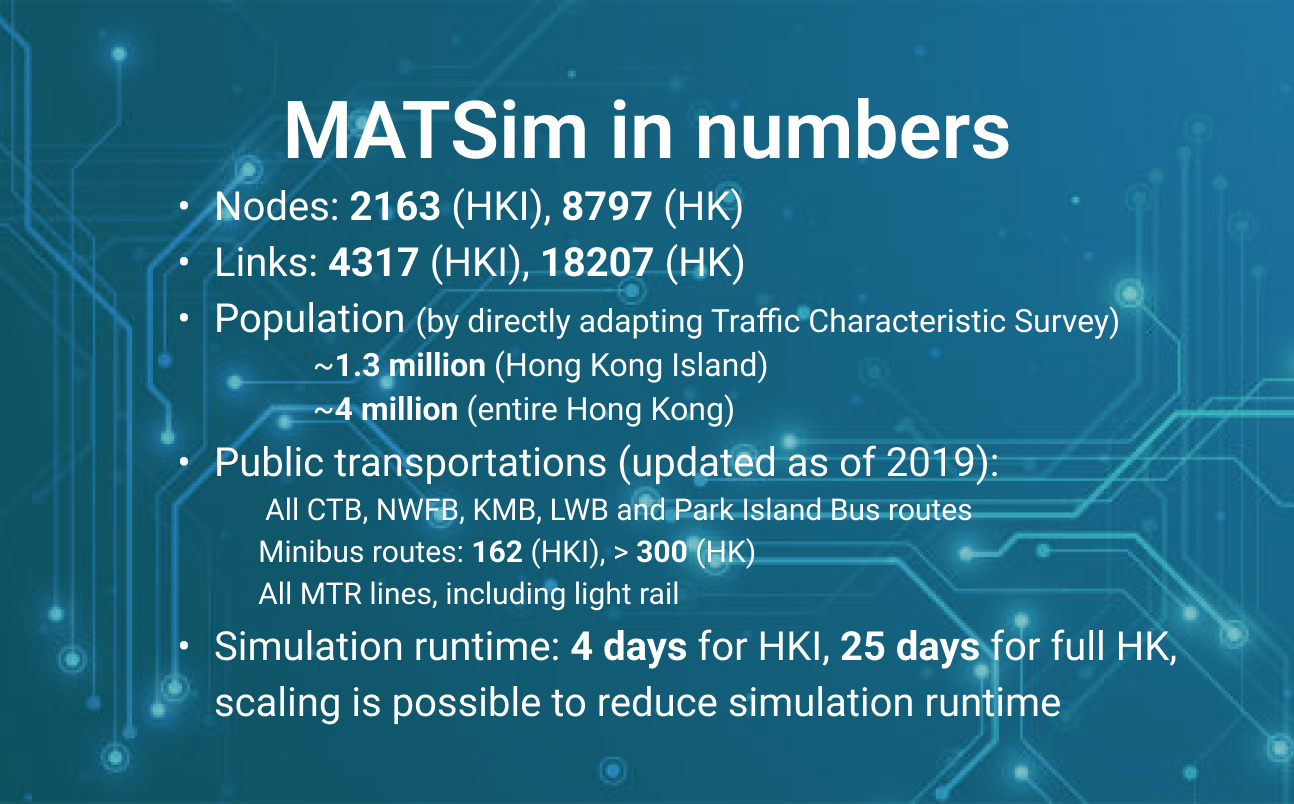 MATSim in numbers
• Nodes: 2163 (HKI), 8797 (HK)
• Links: 4317 (HKI), 18207 (HK)
• Population (by directly adapting Traffic Characteristic Survey)
~1.3 million (Hong Kong Island)
~4 million (entire Hong Kong)
• Public transportations (updated as of 2019):
All CTB, NWFB, KMB, LWB and Park Island Bus routes
Minibus routes: 162 (HKI), > 300 (HK)
All MTR lines, including light rail
• Simulation runtime: 4 days for HKI, 25 days for full HK,
scaling is possible to reduce simulation runtime